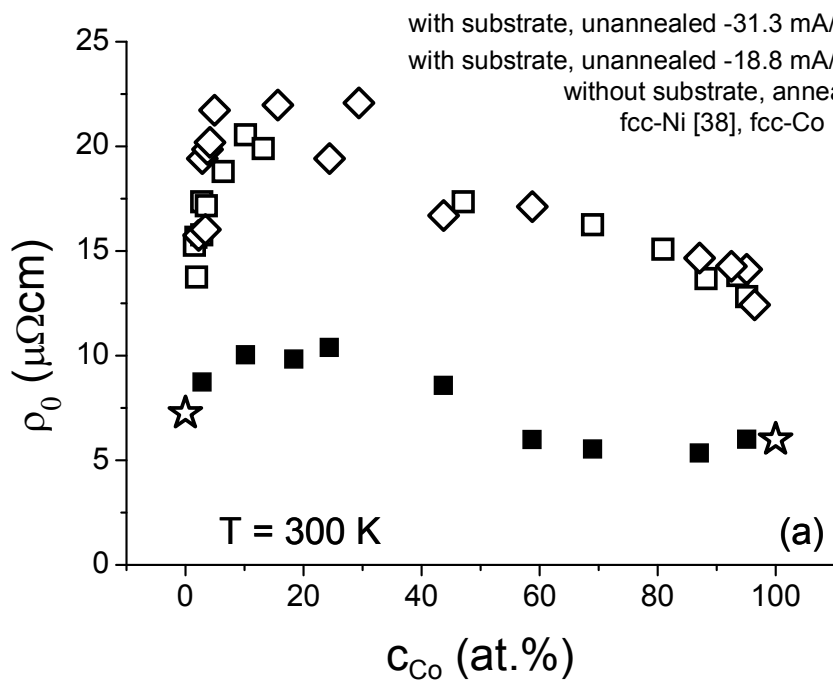 with substrate, unannealed -31.3 mA/
with substrate, unannealed -18.8 mA/
without substrate, annea
fcc-Ni [38], fcc-Co
25
20
15
10
5
0
ρ0 (μΩcm)
T = 300 K
(a)
0 20 40 60 80 100
cCo (at.%)